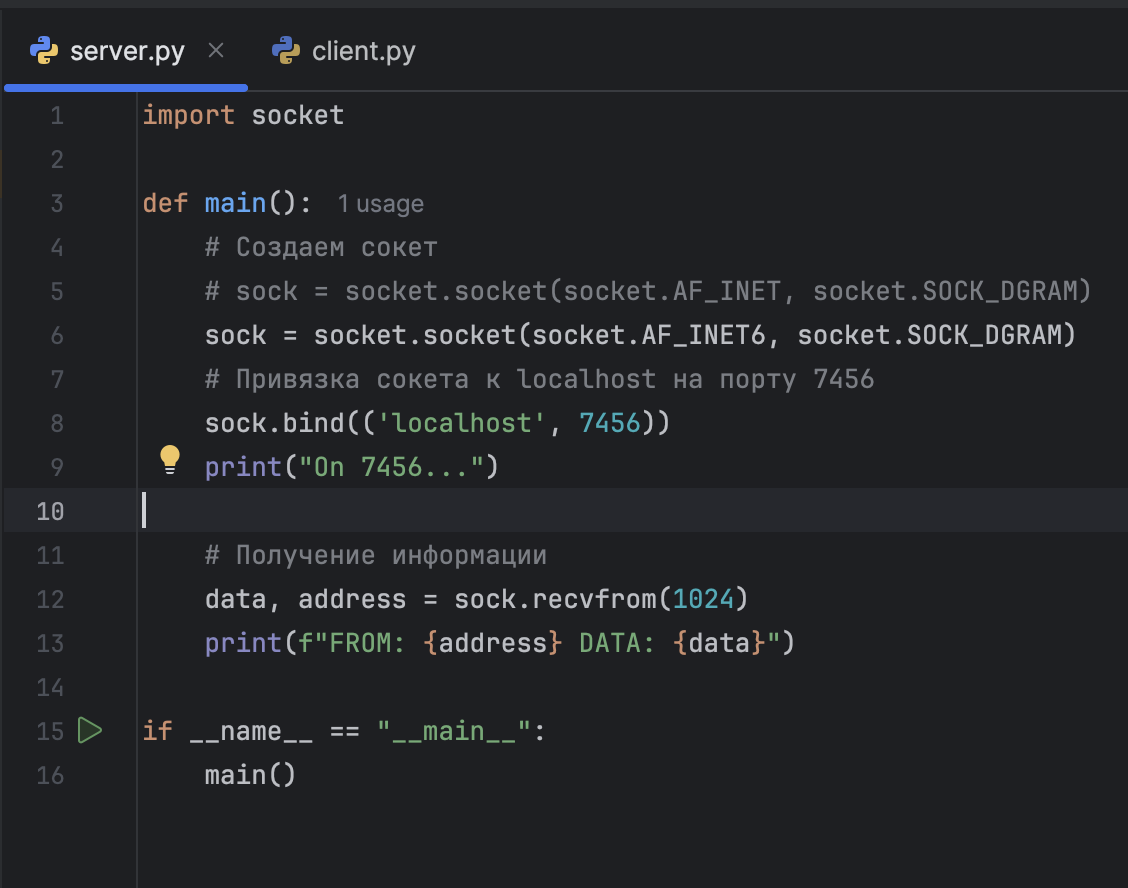 server.py × client.py
1 import socket
2
3 def main(): 1 usage
4     # Создаем сокет
5     # sock = socket.socket(socket.AF_INET, socket.SOCK_DGRAM)
6     sock = socket.socket(socket.AF_INET6, socket.SOCK_DGRAM)
7     # Привязка сокета к localhost на порту 7456
8     sock.bind(('localhost', 7456))
9     print("On 7456...")
10
11     # Получение информации
12     data, address = sock.recvfrom(1024)
13     print(f"FROM: {address} DATA: {data}")
14
15 if __name__ == "__main__":
16     main()